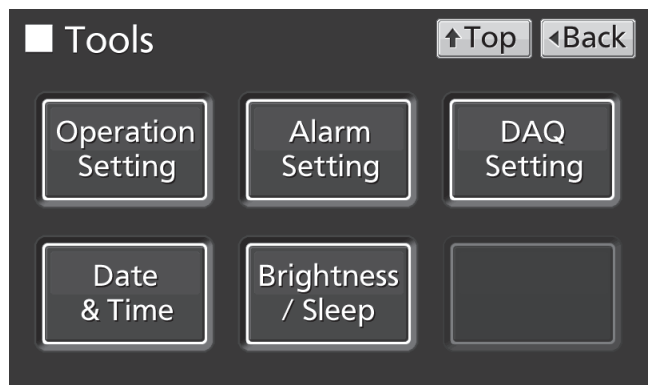 Tools
↑Top
◂Back
Operation
Setting
Alarm
Setting
DAQ
Setting
Date
& Time
Brightness
/ Sleep